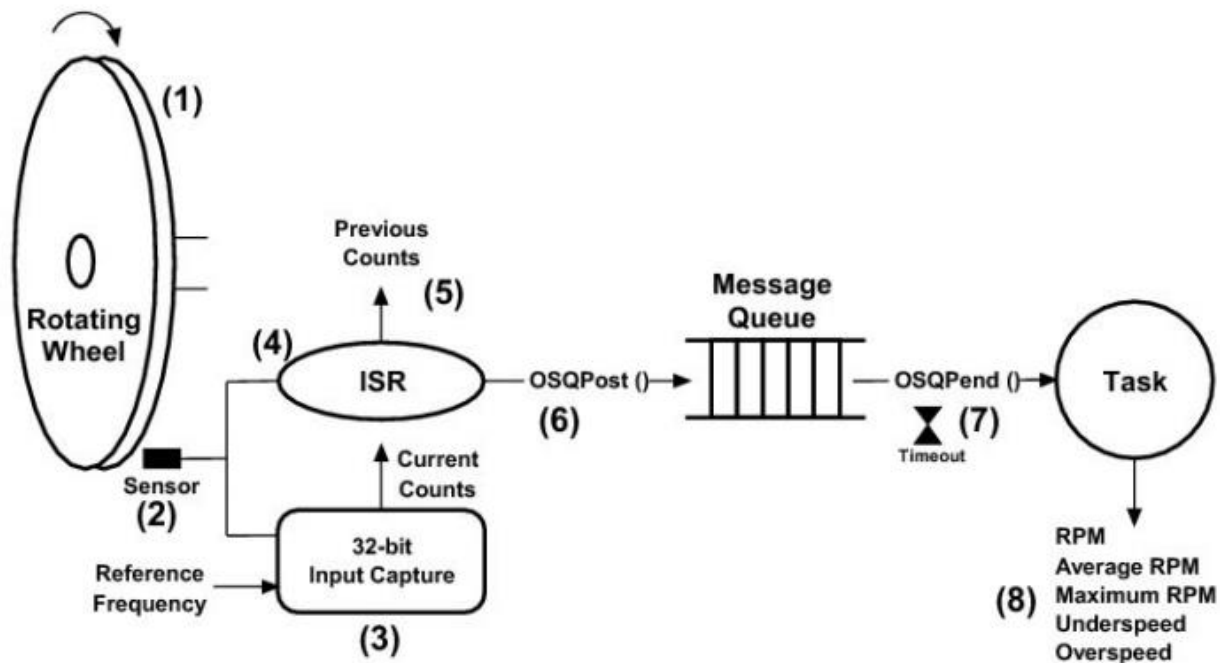 (1)
Rotating
Wheel
Sensor
(2)
Previous
Counts
(5)
(4)
ISR
Current
Counts
32-bit
Input Capture
Reference
Frequency
(3)
OSQPost ()
(6)
Message
Queue
OSQPend ()
(7)
Timeout
Task
RPM
Average RPM
(8)
Maximum RPM
Underspeed
Overspeed